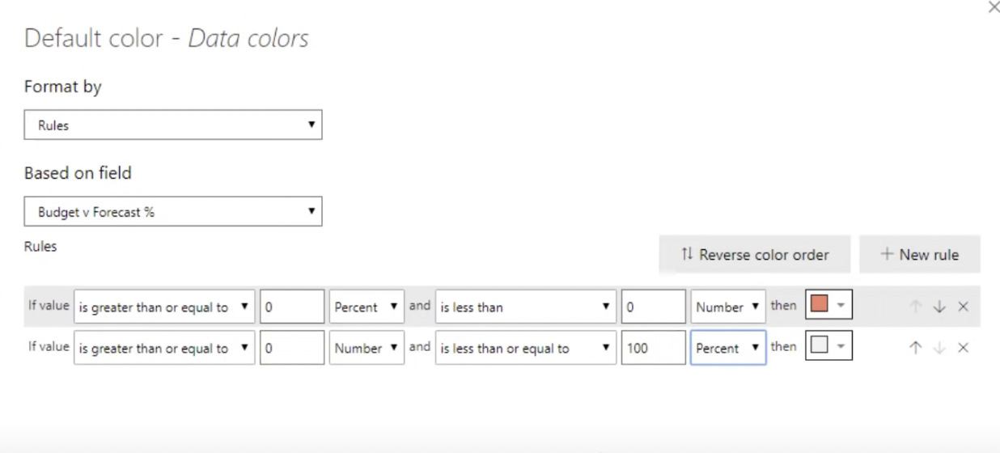 Default color - Data colors
Format by
Rules
Based on field
Budget v Forecast %
Rules
Reverse color order
New rule
If value is greater than or equal to 0 Percent and is less than 0 Number then
If value is greater than or equal to 0 Number and is less than or equal to 100 Percent then